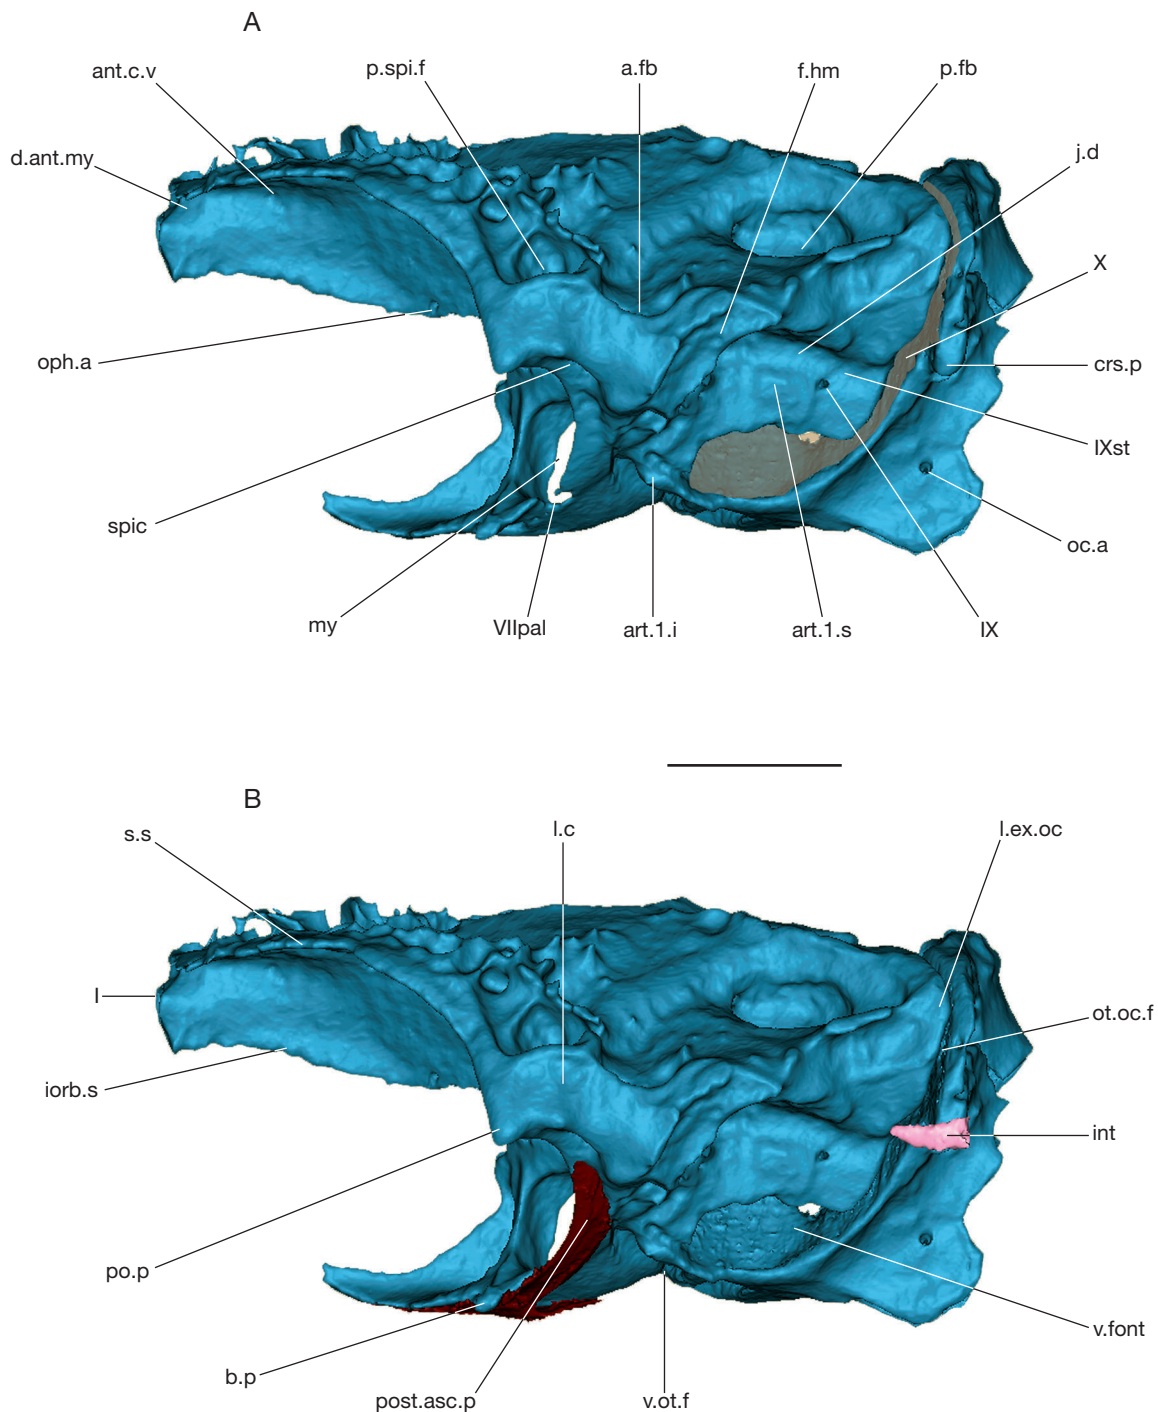 A
ant.c.v
p.spi.f
a.fb
f.hm
p.fb
d.ant.my
j.d
X
oph.a
crs.p
IXst
spic
oc.a
my
VIIpal
art.1.i
art.1.s
IX
B
s.s
l.c
l.ex.oc
I
ot.oc.f
iorb.s
int
po.p
v.font
b.p
post.asc.p
v.ot.f